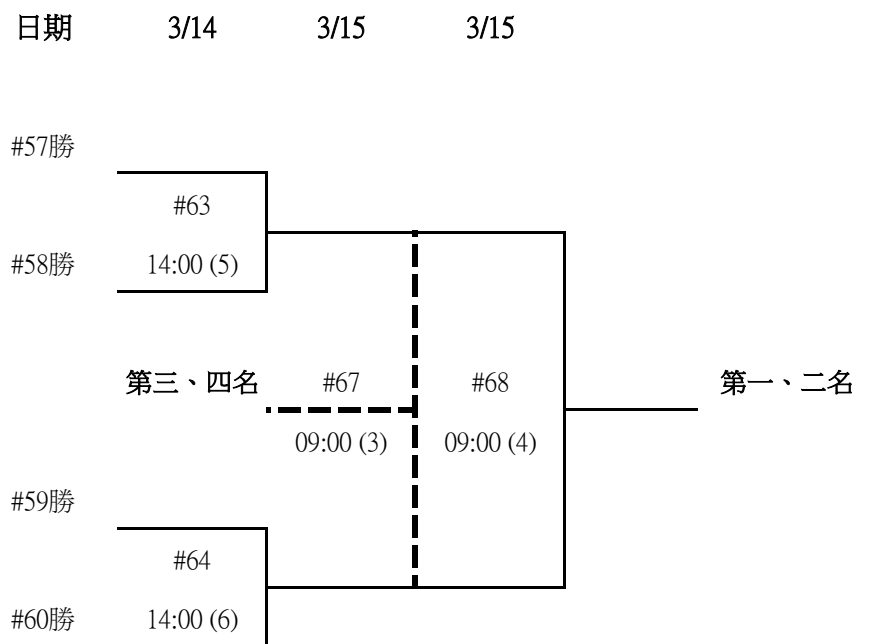 日期 3/14 3/15 3/15
#57勝
#63
#58勝 14:00 (5)
第三、四名 #67 #68 第一、二名
09:00 (3) 09:00 (4)
#59勝
#64
#60勝 14:00 (6)